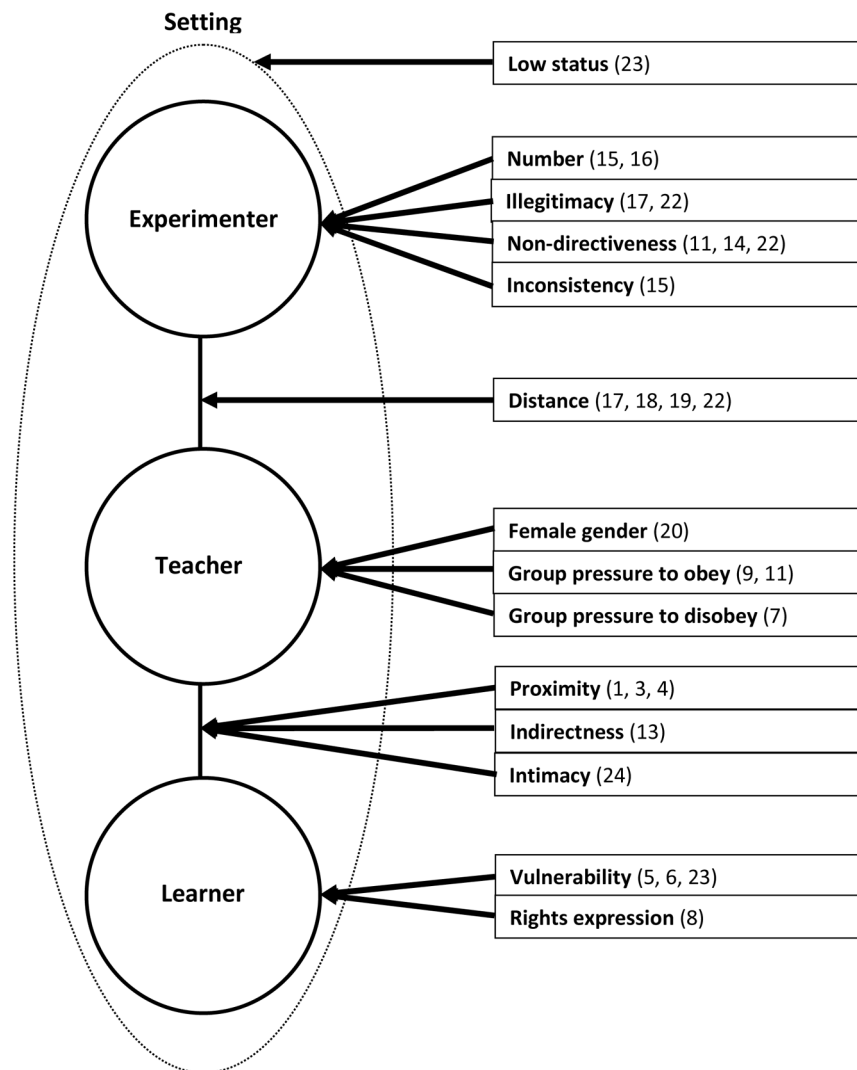 Setting
Low status (23)
Number (15, 16)
Illegitimacy (17, 22)
Experimenter
Non-directiveness (11, 14, 22)
Inconsistency (15)
Distance (17, 18, 19, 22)
Female gender (20)
Teacher
Group pressure to obey (9, 11)
Group pressure to disobey (7)
Proximity (1, 3, 4)
Indirectness (13)
Intimacy (24)
Vulnerability (5, 6, 23)
Learner
Rights expression (8)